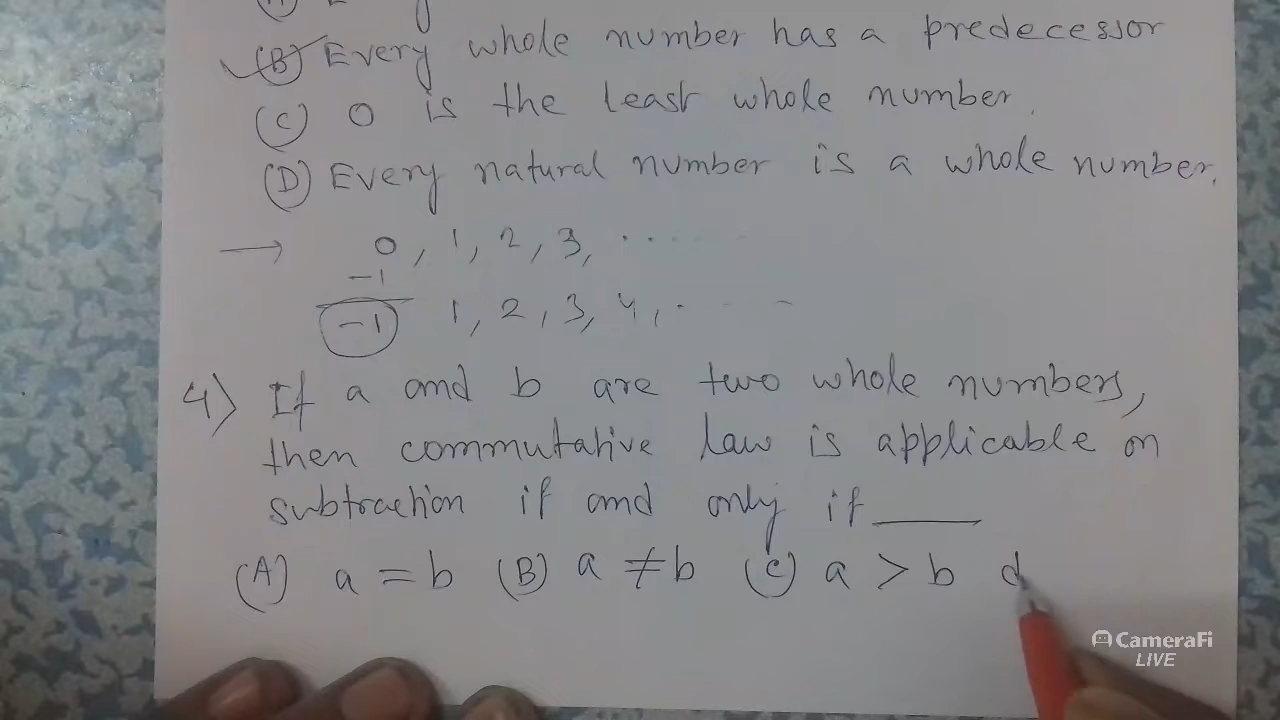 (B) Every whole number has a predecessor
(C) 0 is the least whole number.
(D) Every natural number is a whole number.
→ 0, 1, 2, 3, ......
-1
-1 1, 2, 3, 4, . - - -
4) If a and b are two whole numbers,
then commutative law is applicable on
subtraction if and only if ____
(A) a = b (B) a ≠ b (C) a > b d
CameraFi
LIVE